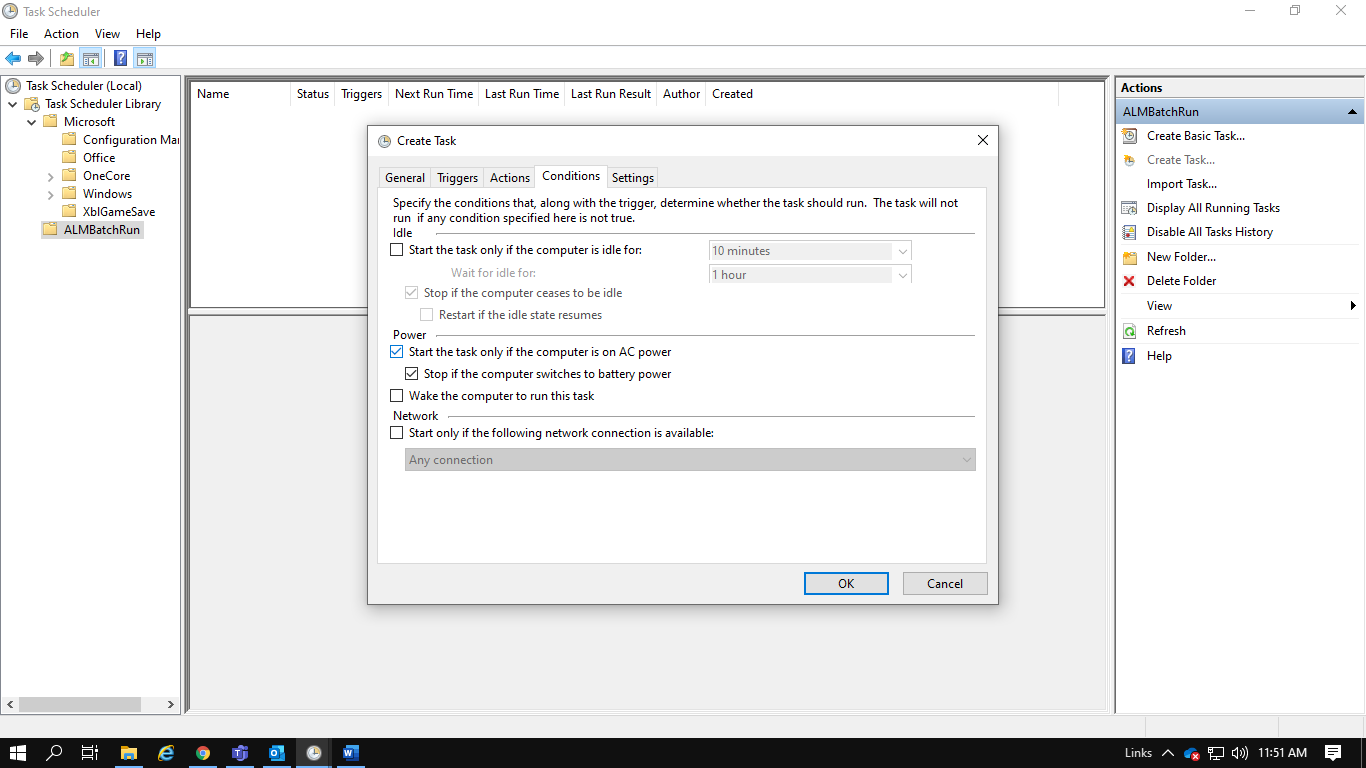 Task Scheduler
File Action View Help
Task Scheduler (Local)
Task Scheduler Library
Microsoft
Configuration Mar
Office
OneCore
Windows
XblGameSave
ALMBatchRun
Name Status Triggers Next Run Time Last Run Time Last Run Result Author Created
Create Task
General Triggers Actions Conditions Settings
Specify the conditions that, along with the trigger, determine whether the task should run. The task will not
run if any condition specified here is not true.
Idle
Start the task only if the computer is idle for: 10 minutes
Wait for idle for: 1 hour
Stop if the computer ceases to be idle
Restart if the idle state resumes
Power
Start the task only if the computer is on AC power
Stop if the computer switches to battery power
Wake the computer to run this task
Network
Start only if the following network connection is available:
Any connection
OK Cancel
Actions
ALMBatchRun
Create Basic Task...
Create Task...
Import Task...
Display All Running Tasks
Disable All Tasks History
New Folder...
Delete Folder
View
Refresh
Help
Links 11:51 AM